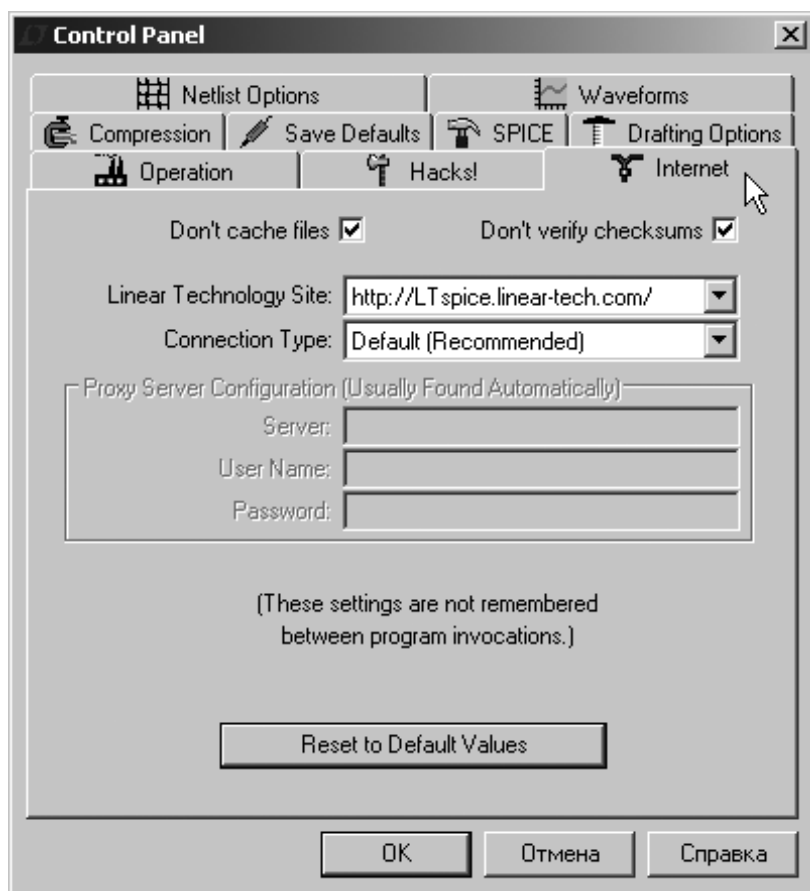 Control Panel
Netlist Options Waveforms
Compression Save Defaults SPICE Drafting Options
Operation Hacks! Internet
Don't cache files Don't verify checksums
Linear Technology Site: http://LTspice.linear-tech.com/
Connection Type: Default (Recommended)
Proxy Server Configuration (Usually Found Automatically)
Server:
User Name:
Password:
(These settings are not remembered
between program invocations.)
Reset to Default Values
OK Отмена Справка